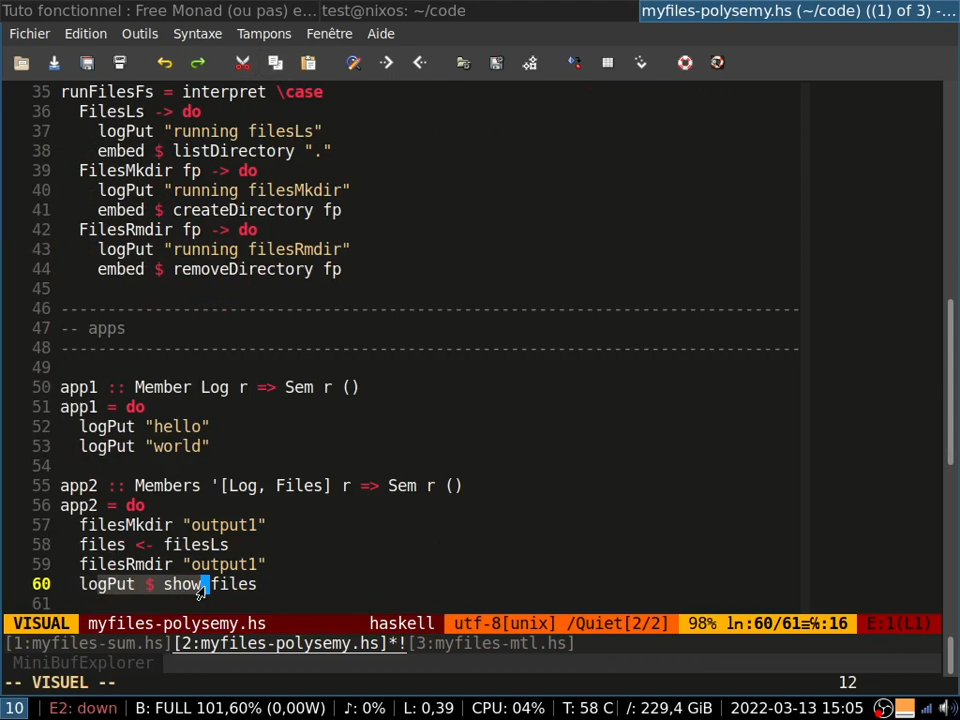 Tuto fonctionnel : Free Monad (ou pas) e... test@nixos: ~/code myfiles-polysemy.hs (~/code) ((1) of 3) -...
Fichier Edition Outils Syntaxe Tampons Fenêtre Aide
35 runFilesFs = interpret \case
36 FilesLs -> do
37 logPut "running filesLs"
38 embed $ listDirectory "."
39 FilesMkdir fp -> do
40 logPut "running filesMkdir"
41 embed $ createDirectory fp
42 FilesRmdir fp -> do
43 logPut "running filesRmdir"
44 embed $ removeDirectory fp
45
46 -------------------------------------------------------------------------------
47 -- apps
48 -------------------------------------------------------------------------------
49
50 app1 :: Member Log r => Sem r ()
51 app1 = do
52 logPut "hello"
53 logPut "world"
54
55 app2 :: Members '[Log, Files] r => Sem r ()
56 app2 = do
57 filesMkdir "output1"
58 files <- filesLs
59 filesRmdir "output1"
60 logPut $ show files
61
VISUAL myfiles-polysemy.hs haskell utf-8[unix] /Quiet[2/2] 98% ln:60/61≡℅:16 E:1(L1)
[1:myfiles-sum.hs][2:myfiles-polysemy.hs]*![3:myfiles-mtl.hs]
MiniBufExplorer
-- VISUEL -- 12
10 E2: down B: FULL 101,60% (0,00W) ♪: 0% L: 0,39 CPU: 04% T: 58 C /: 229,4 GiB 2022-03-13 15:05